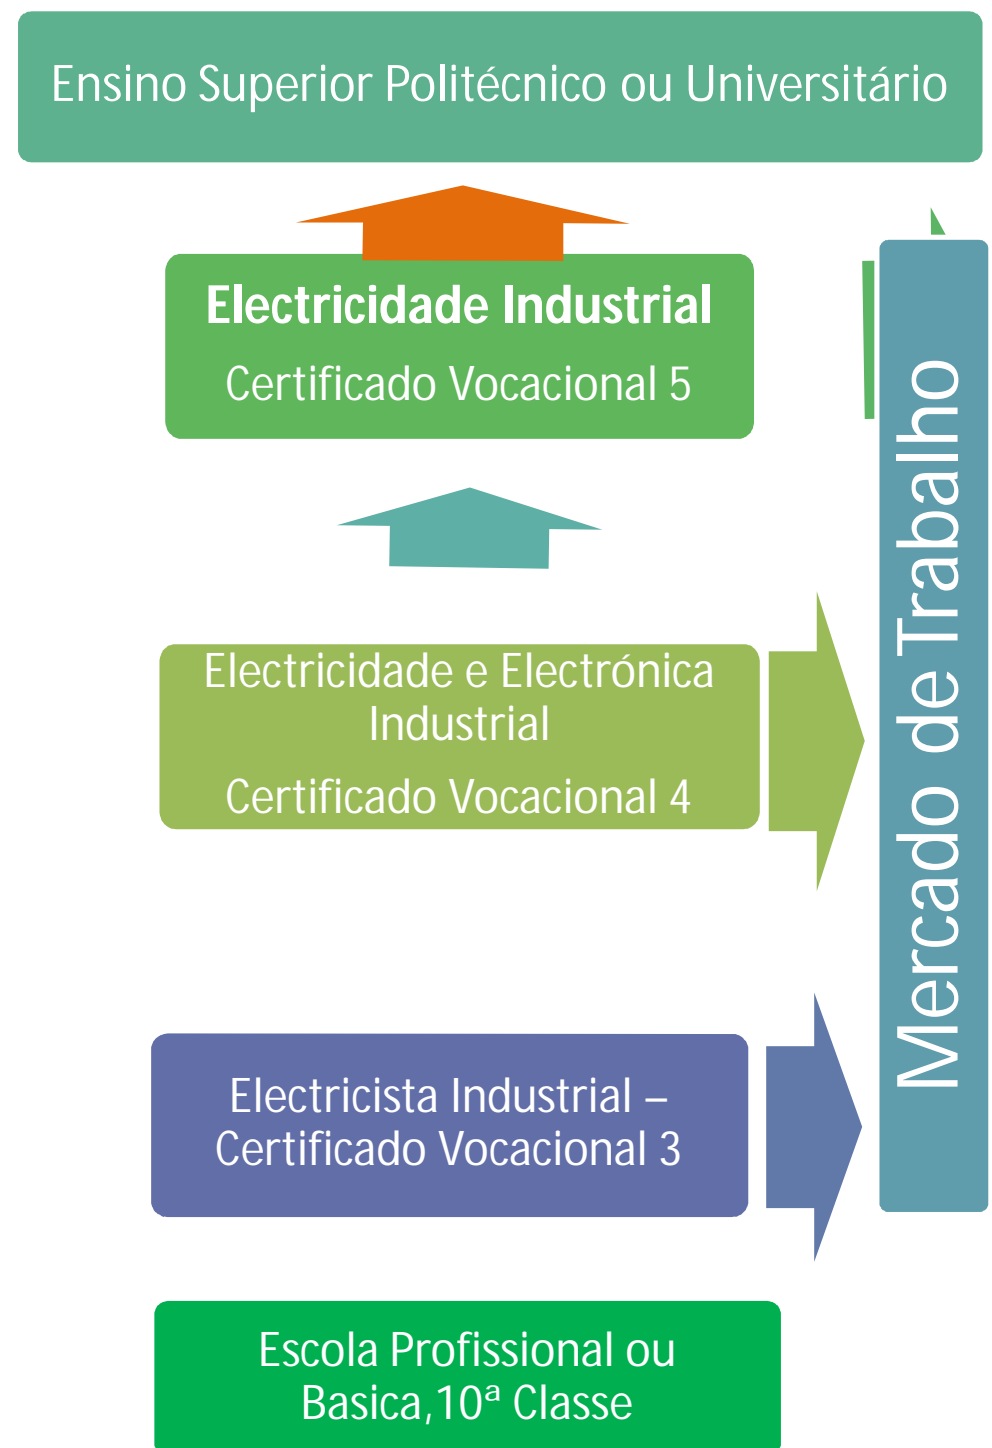 Ensino Superior Politécnico ou Universitário
Electricidade Industrial
Certificado Vocacional 5
Electricidade e Electrónica
Industrial
Certificado Vocacional 4
Electricista Industrial –
Certificado Vocacional 3
Escola Profissional ou
Basica,10ª Classe
Mercado de Trabalho